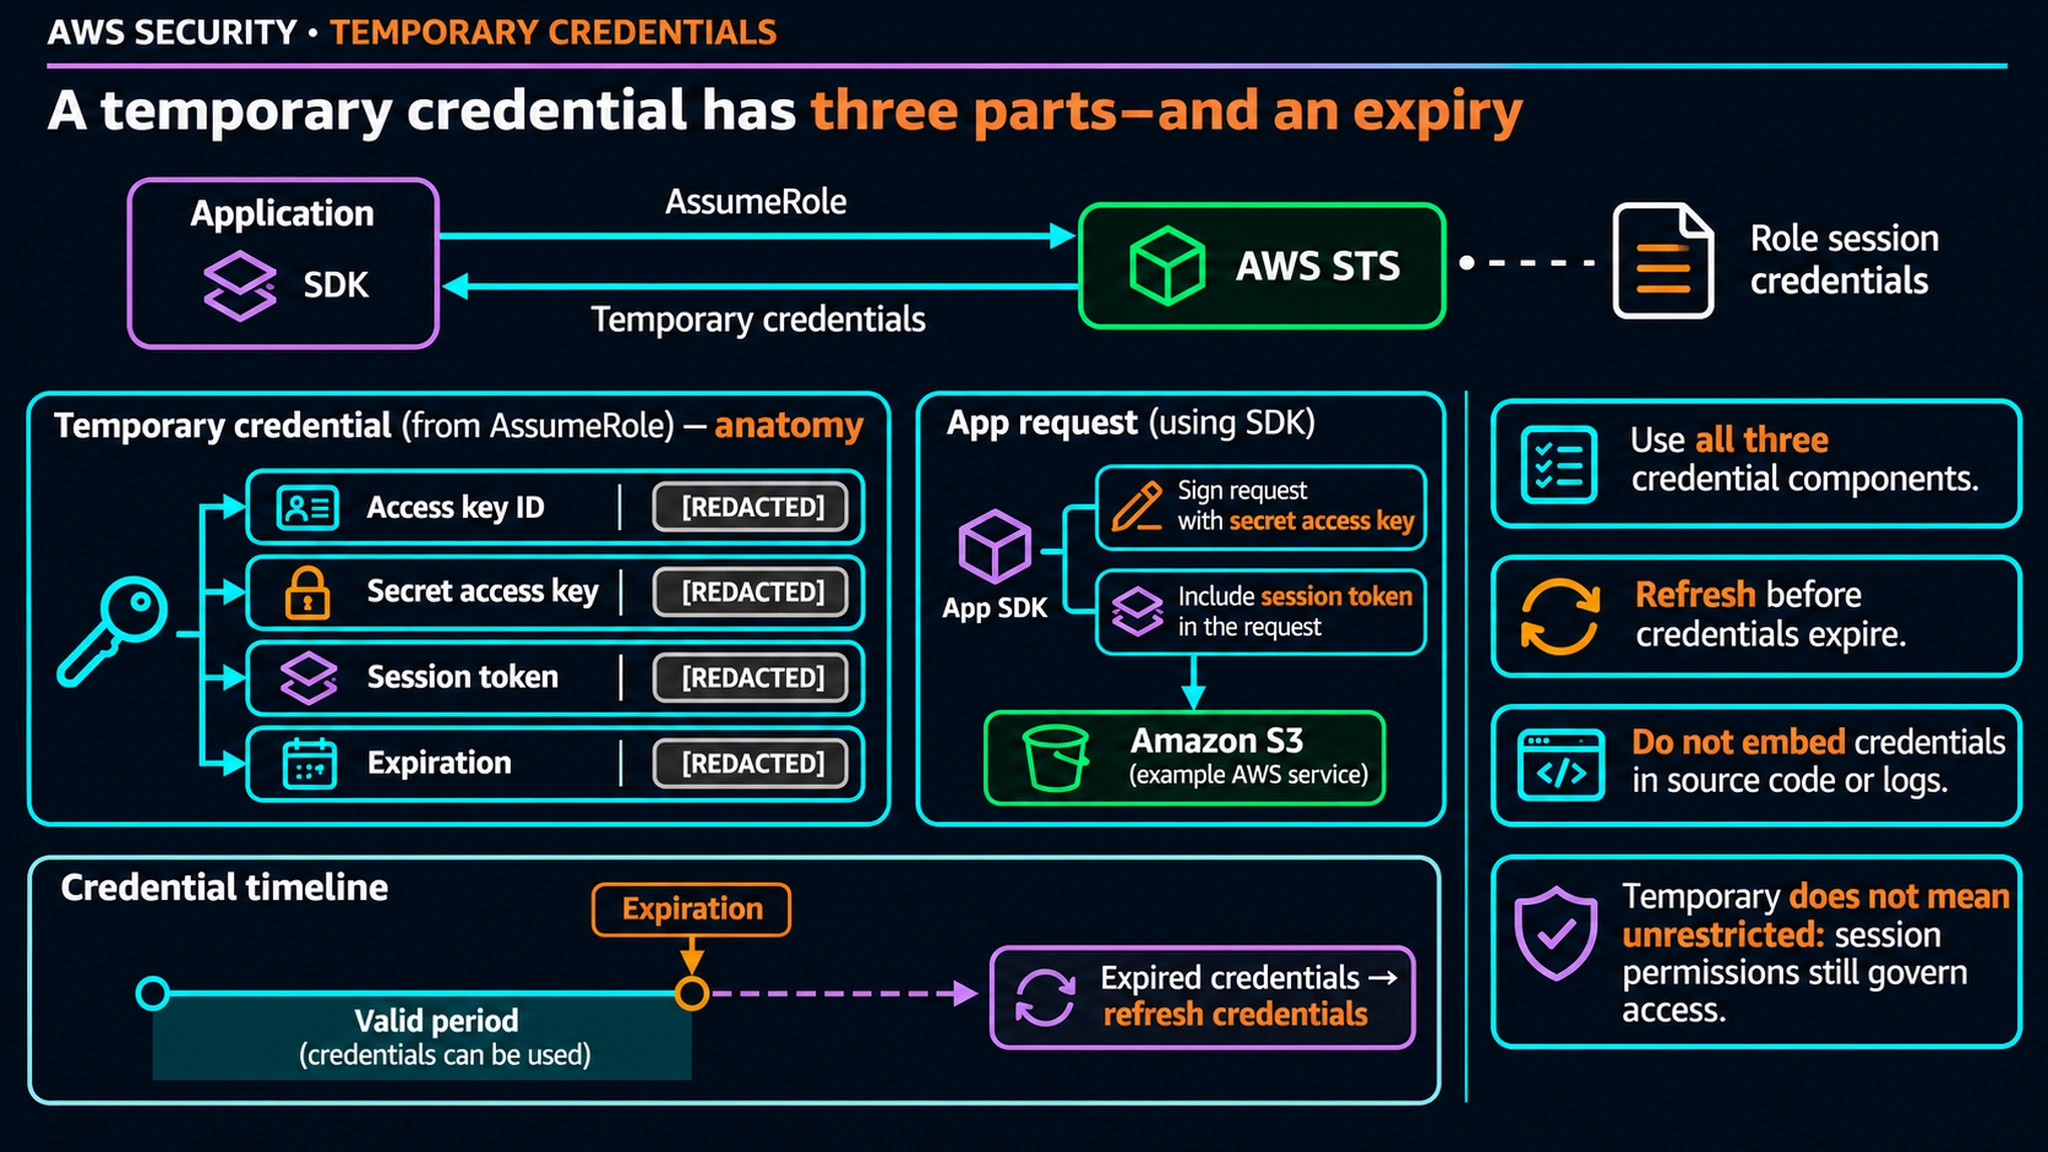 AWS SECURITY • TEMPORARY CREDENTIALS
A temporary credential has three parts—and an expiry
Application
SDK
AssumeRole
Temporary credentials
AWS STS
Role session
credentials
Temporary credential (from AssumeRole) — anatomy
Access key ID | [REDACTED]
Secret access key | [REDACTED]
Session token | [REDACTED]
Expiration | [REDACTED]
App request (using SDK)
App SDK
Sign request
with secret access key
Include session token
in the request
Amazon S3
(example AWS service)
Use all three
credential components.
Refresh before
credentials expire.
Do not embed credentials
in source code or logs.
Temporary does not mean
unrestricted: session
permissions still govern
access.
Credential timeline
Expiration
Valid period
(credentials can be used)
Expired credentials →
refresh credentials